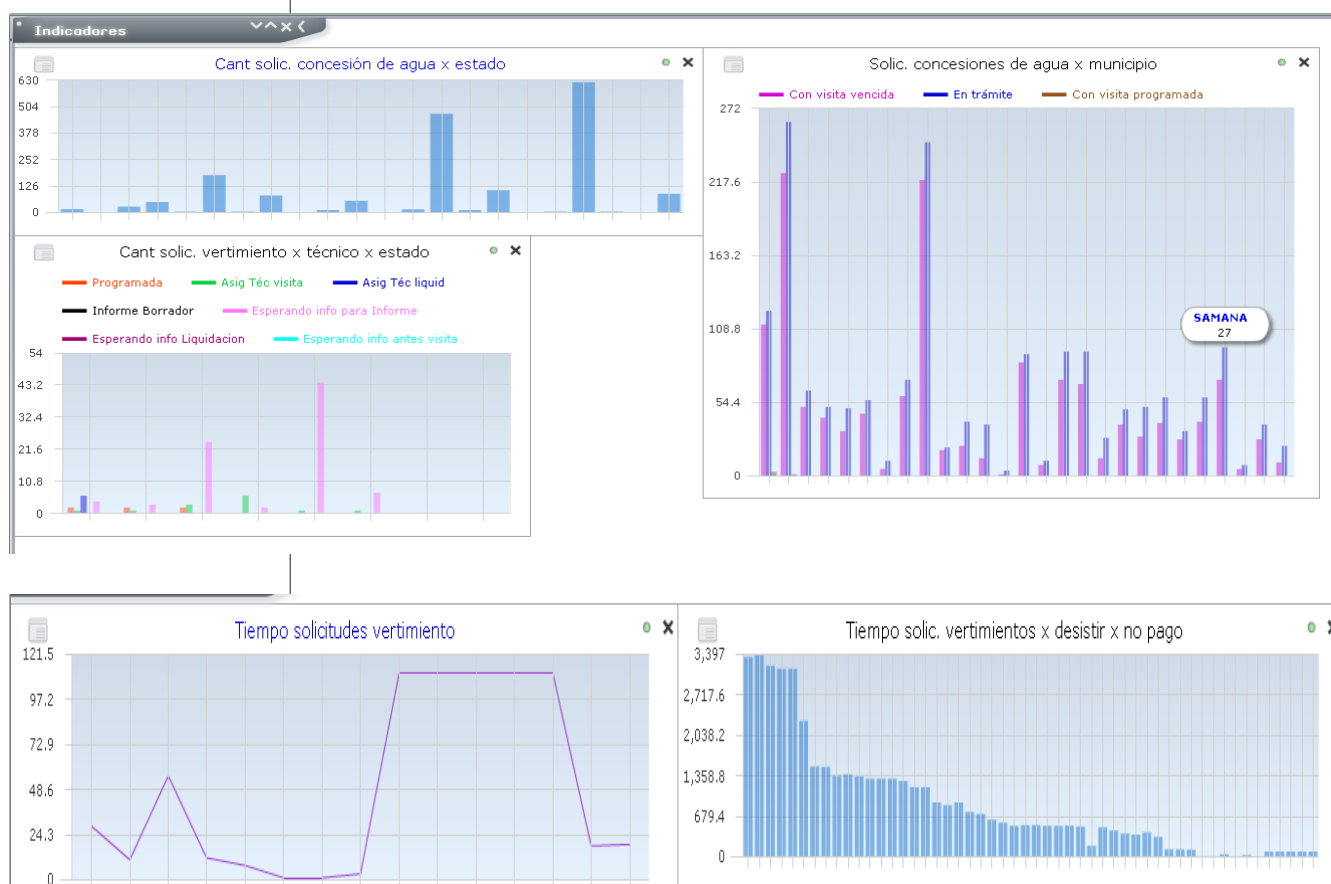 Indicadores
Cant solic. concesión de agua x estado
630
504
378
252
126
0
Solic. concesiones de agua x municipio
Con visita vencida En trámite Con visita programada
272
217.6
163.2
108.8
54.4
0
SAMANA
27
Cant solic. vertimiento x técnico x estado
Programada Asig Téc visita Asig Téc liquid
Informe Borrador Esperando info para Informe
Esperando info Liquidacion Esperando info antes visita
54
43.2
32.4
21.6
10.8
0
Tiempo solicitudes vertimiento
121.5
97.2
72.9
48.6
24.3
0
Tiempo solic. vertimientos x desistir x no pago
3,397
2,717.6
2,038.2
1,358.8
679.4
0